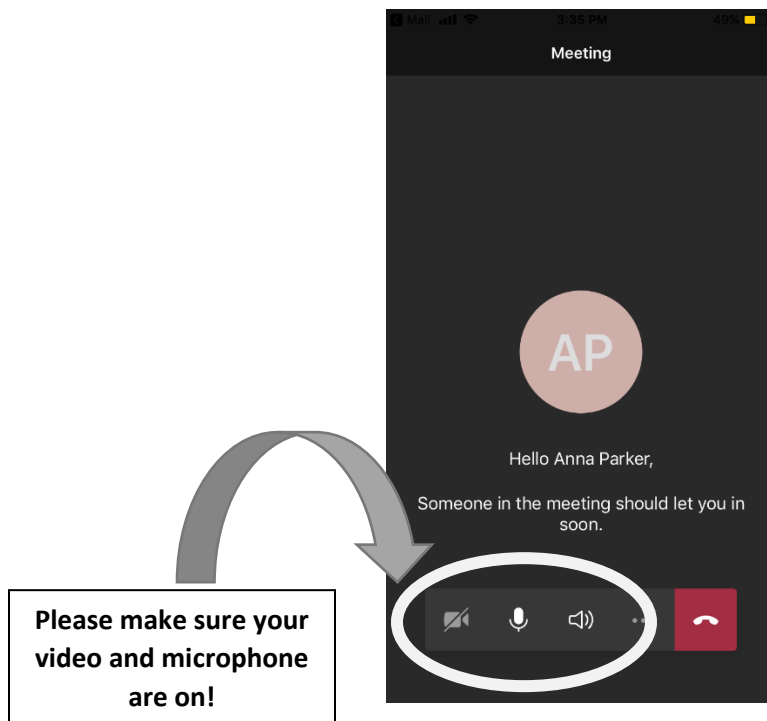 Mail 3:35 PM 49%
Meeting
AP
Hello Anna Parker,
Someone in the meeting should let you in
soon.
Please make sure your
video and microphone
are on!